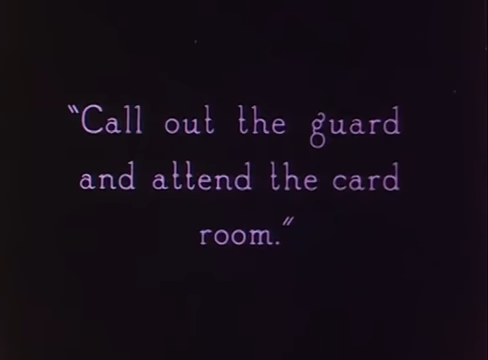 "Call out the guard
and attend the card
room."